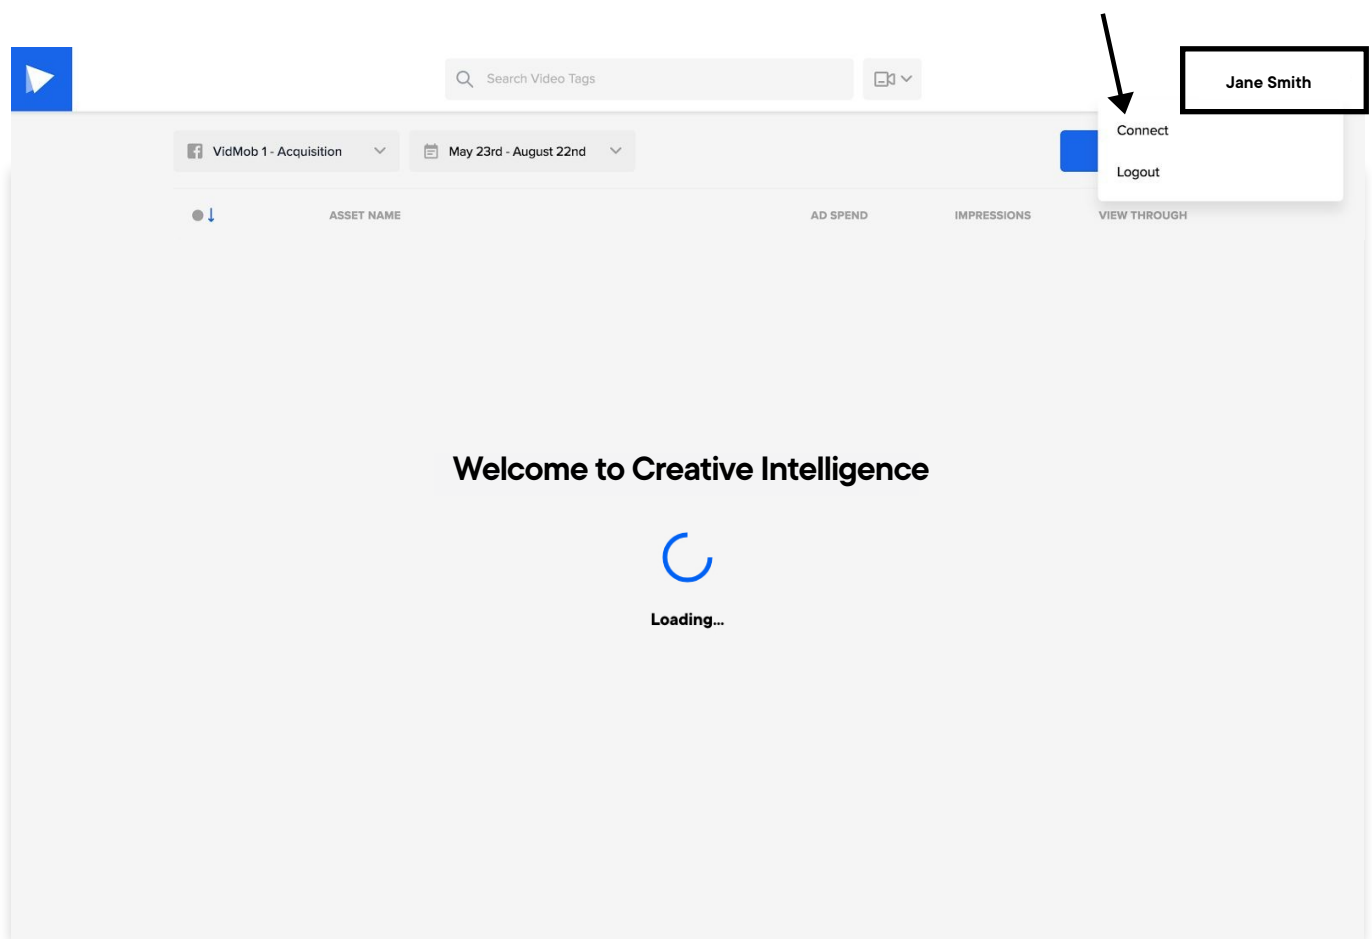 Search Video Tags
Jane Smith
Connect
Logout
VidMob 1 - Acquisition
May 23rd - August 22nd
ASSET NAME
AD SPEND
IMPRESSIONS
VIEW THROUGH
Welcome to Creative Intelligence
Loading...